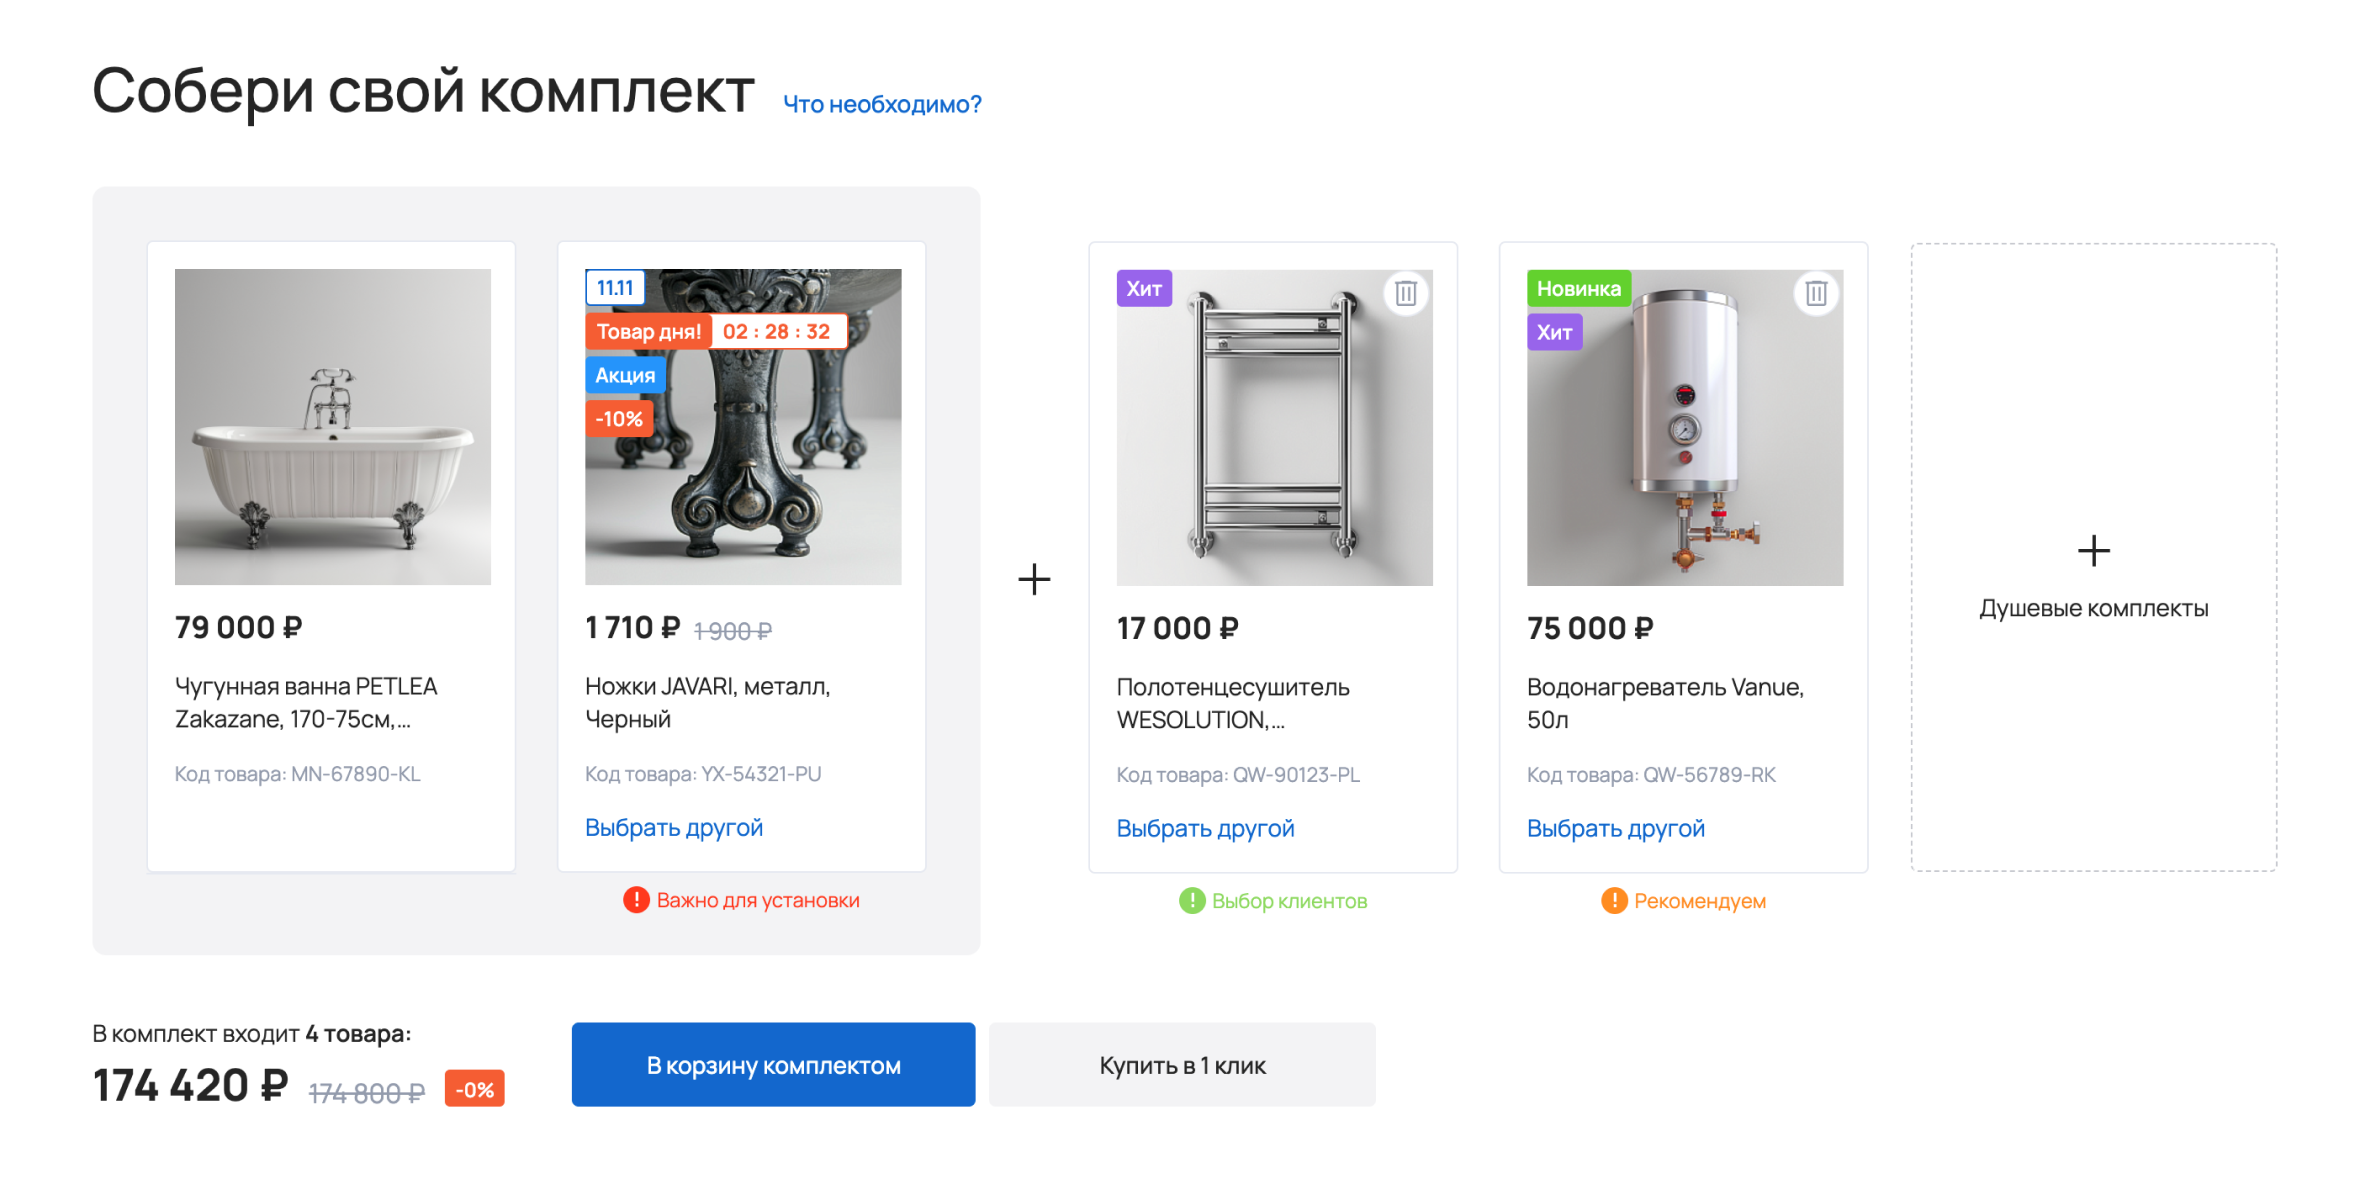 Собери свой комплект Что необходимо?
79 000 ₽
Чугунная ванна PETLEA
Zakazane, 170-75см,...
Код товара: MN-67890-KL
11.11
Товар дня! 02 : 28 : 32
Акция
-10%
1 710 ₽ 1 900 ₽
Ножки JAVARI, металл,
Черный
Код товара: YX-54321-PU
Выбрать другой
Важно для установки
+
Хит
17 000 ₽
Полотенцесушитель
WESOLUTION,...
Код товара: QW-90123-PL
Выбрать другой
Выбор клиентов
Новинка
Хит
75 000 ₽
Водонагреватель Vanue,
50л
Код товара: QW-56789-RK
Выбрать другой
Рекомендуем
+
Душевые комплекты
В комплект входит 4 товара:
174 420 ₽ 174 800 ₽ -0%
В корзину комплектом
Купить в 1 клик